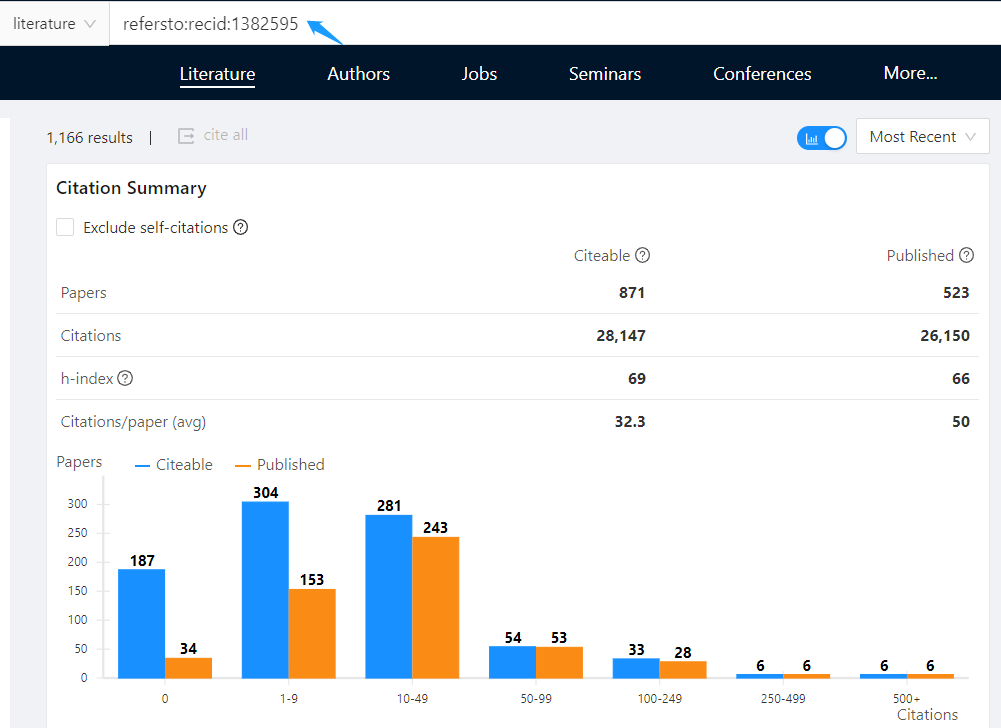 literature refersto:recid:1382595
Literature Authors Jobs Seminars Conferences More...
1,166 results | cite all Most Recent
Citation Summary
Exclude self-citations ?
Citeable ? Published ?
Papers 871 523
Citations 28,147 26,150
h-index ? 69 66
Citations/paper (avg) 32.3 50
Papers Citeable Published
300
250
200
150
100
50
0
187 34
304 153
281 243
54 53
33 28
6 6
6 6
0 1-9 10-49 50-99 100-249 250-499 500+
Citations